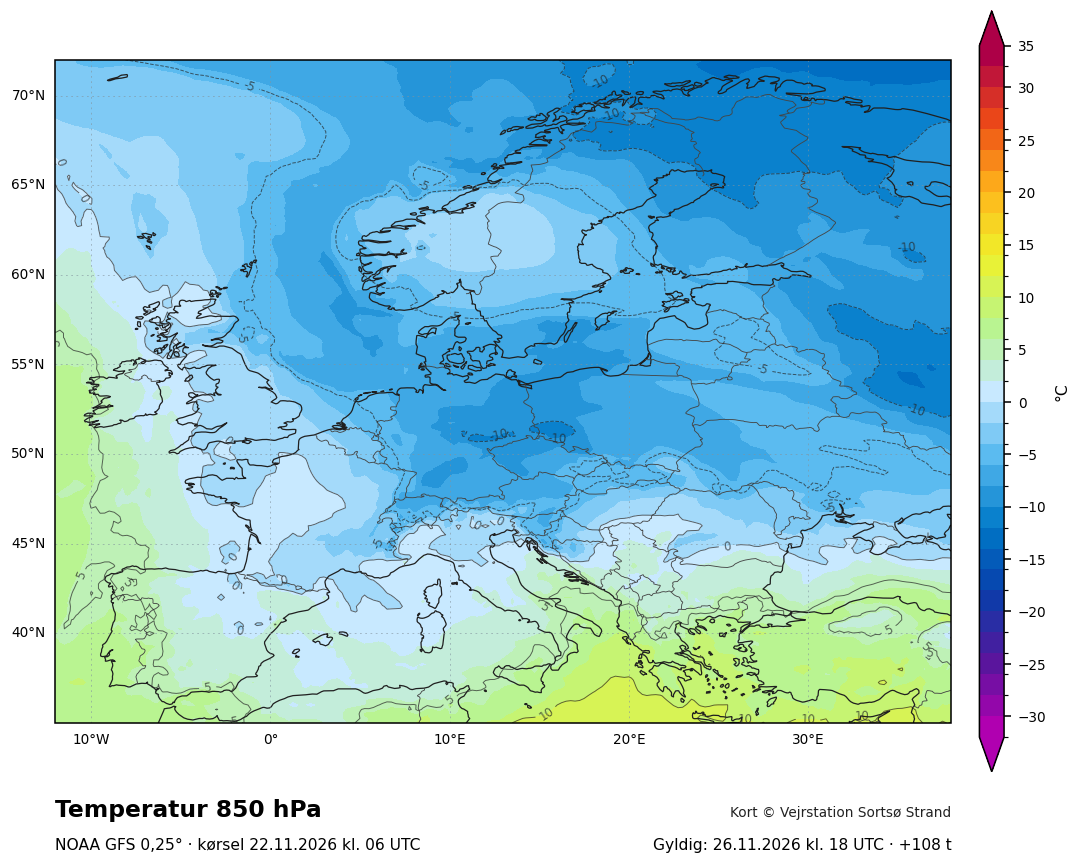 35
30
25
20
15
10
5
0
−5
−10
−15
−20
−25
−30
°C
70°N
65°N
60°N
55°N
50°N
45°N
40°N
10°W
0°
10°E
20°E
30°E
Temperatur 850 hPa
Kort © Vejrstation Sortsø Strand
NOAA GFS 0,25° · kørsel 22.11.2026 kl. 06 UTC
Gyldig: 26.11.2026 kl. 18 UTC · +108 t